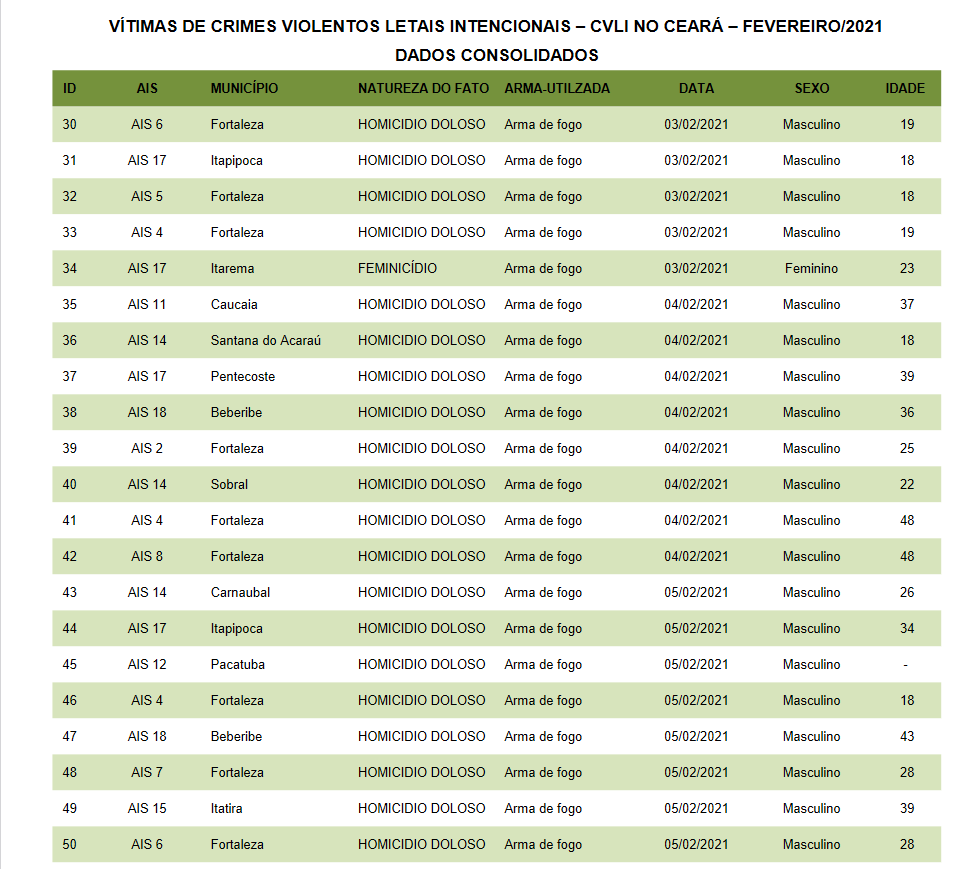 VÍTIMAS DE CRIMES VIOLENTOS LETAIS INTENCIONAIS – CVLI NO CEARÁ – FEVEREIRO/2021
DADOS CONSOLIDADOS
ID AIS MUNICÍPIO NATUREZA DO FATO ARMA-UTILZADA DATA SEXO IDADE
30 AIS 6 Fortaleza HOMICIDIO DOLOSO Arma de fogo 03/02/2021 Masculino 19
31 AIS 17 Itapipoca HOMICIDIO DOLOSO Arma de fogo 03/02/2021 Masculino 18
32 AIS 5 Fortaleza HOMICIDIO DOLOSO Arma de fogo 03/02/2021 Masculino 18
33 AIS 4 Fortaleza HOMICIDIO DOLOSO Arma de fogo 03/02/2021 Masculino 19
34 AIS 17 Itarema FEMINICÍDIO Arma de fogo 03/02/2021 Feminino 23
35 AIS 11 Caucaia HOMICIDIO DOLOSO Arma de fogo 04/02/2021 Masculino 37
36 AIS 14 Santana do Acaraú HOMICIDIO DOLOSO Arma de fogo 04/02/2021 Masculino 18
37 AIS 17 Pentecoste HOMICIDIO DOLOSO Arma de fogo 04/02/2021 Masculino 39
38 AIS 18 Beberibe HOMICIDIO DOLOSO Arma de fogo 04/02/2021 Masculino 36
39 AIS 2 Fortaleza HOMICIDIO DOLOSO Arma de fogo 04/02/2021 Masculino 25
40 AIS 14 Sobral HOMICIDIO DOLOSO Arma de fogo 04/02/2021 Masculino 22
41 AIS 4 Fortaleza HOMICIDIO DOLOSO Arma de fogo 04/02/2021 Masculino 48
42 AIS 8 Fortaleza HOMICIDIO DOLOSO Arma de fogo 04/02/2021 Masculino 48
43 AIS 14 Carnaubal HOMICIDIO DOLOSO Arma de fogo 05/02/2021 Masculino 26
44 AIS 17 Itapipoca HOMICIDIO DOLOSO Arma de fogo 05/02/2021 Masculino 34
45 AIS 12 Pacatuba HOMICIDIO DOLOSO Arma de fogo 05/02/2021 Masculino -
46 AIS 4 Fortaleza HOMICIDIO DOLOSO Arma de fogo 05/02/2021 Masculino 18
47 AIS 18 Beberibe HOMICIDIO DOLOSO Arma de fogo 05/02/2021 Masculino 43
48 AIS 7 Fortaleza HOMICIDIO DOLOSO Arma de fogo 05/02/2021 Masculino 28
49 AIS 15 Itatira HOMICIDIO DOLOSO Arma de fogo 05/02/2021 Masculino 39
50 AIS 6 Fortaleza HOMICIDIO DOLOSO Arma de fogo 05/02/2021 Masculino 28